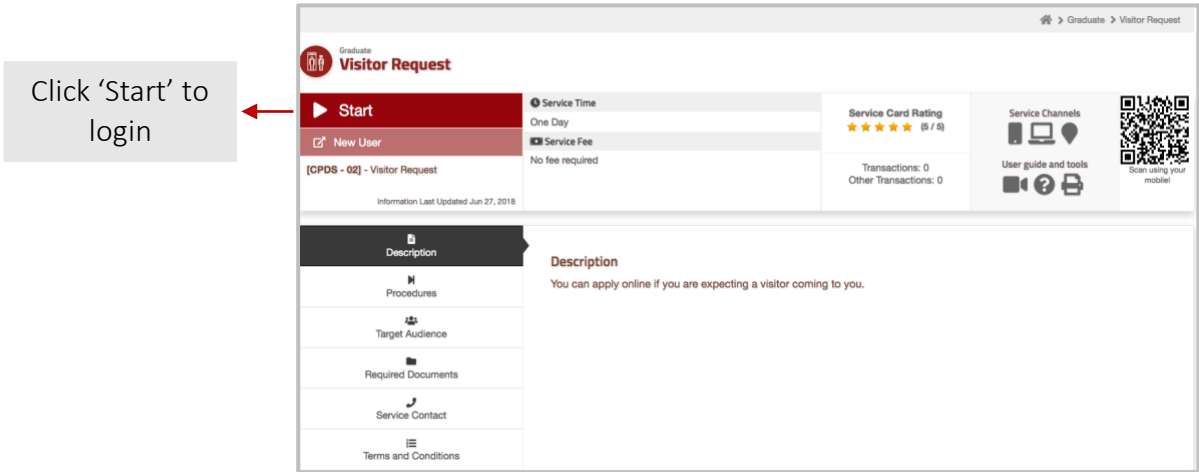 Graduate > Visitor Request
Graduate
Visitor Request
Click ‘Start’ to
login
Start
New User
[CPDS - 02] - Visitor Request
Information Last Updated Jun 27, 2018
Service Time
One Day
Service Fee
No fee required
Service Card Rating
(5 / 5)
Transactions: 0
Other Transactions: 0
Service Channels
User guide and tools
Scan using your
mobile!
Description
Procedures
Target Audience
Required Documents
Service Contact
Terms and Conditions
Description
You can apply online if you are expecting a visitor coming to you.